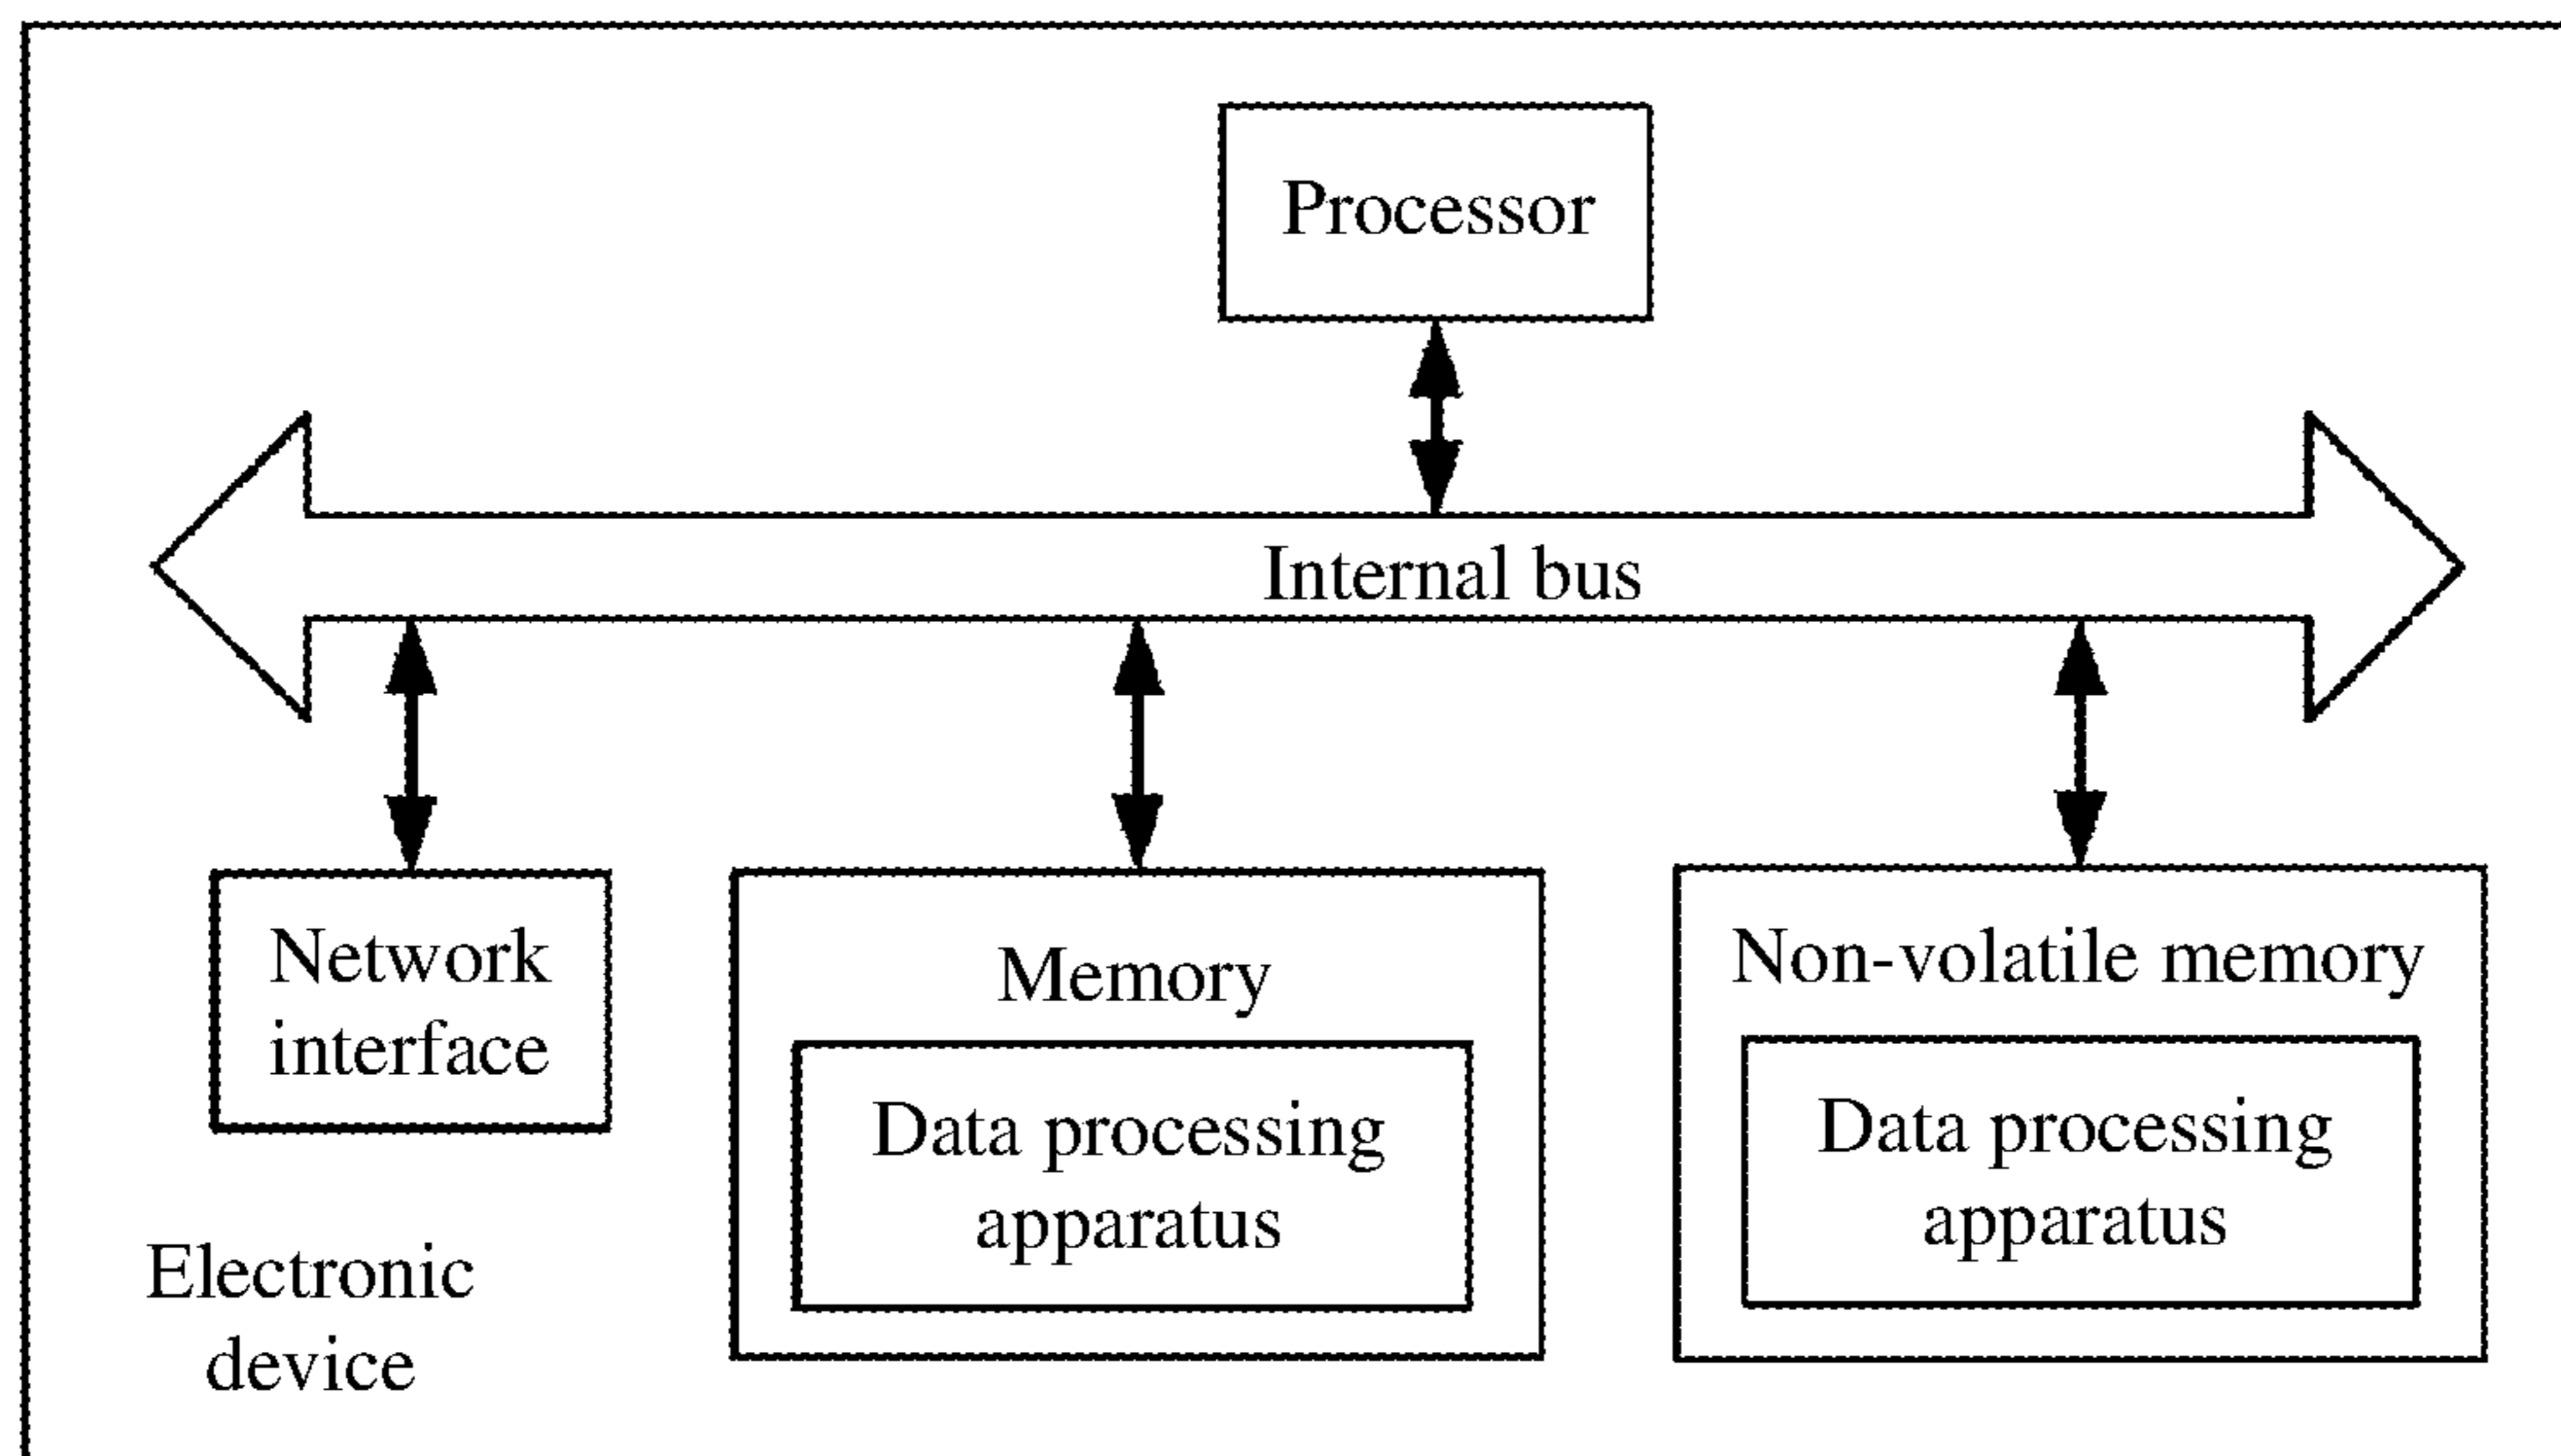 Processor
Internal bus
Network
interface
Memory
Data processing
apparatus
Non-volatile memory
Data processing
apparatus
Electronic
device